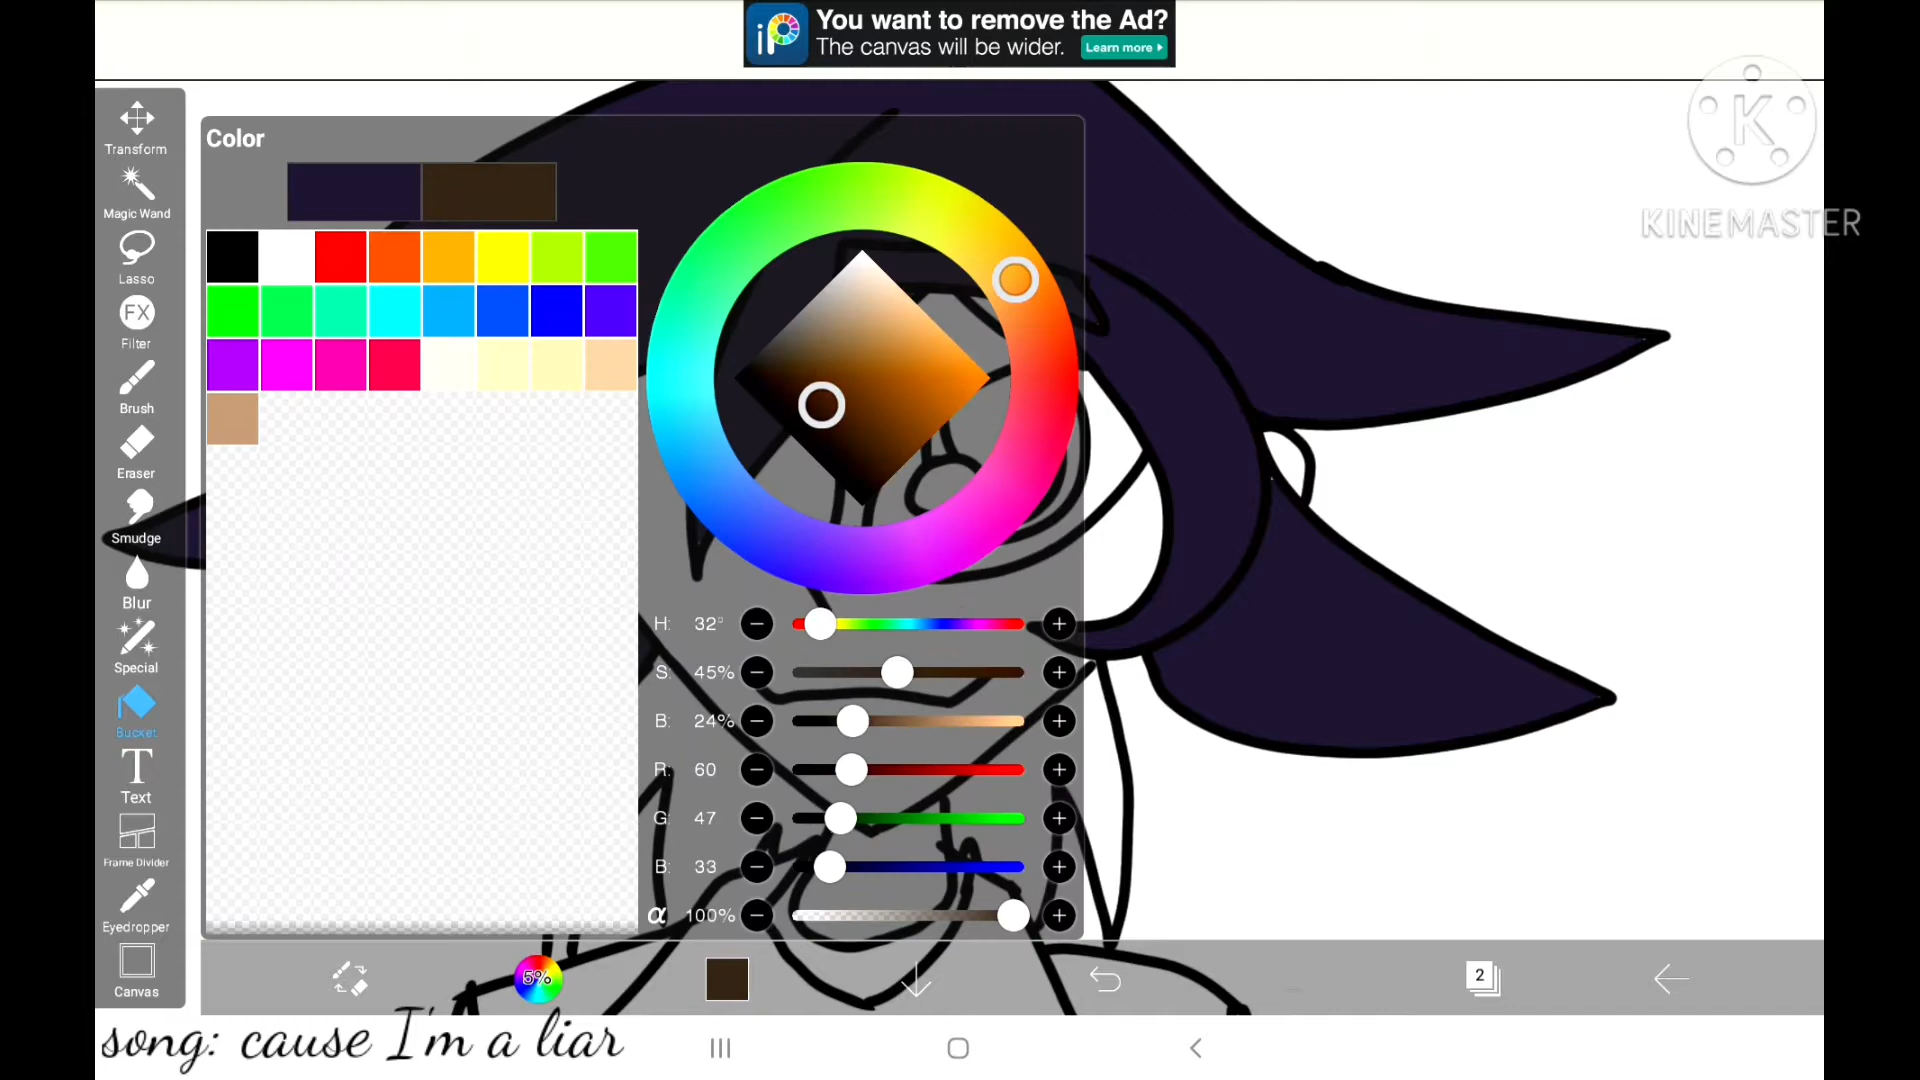 You want to remove the Ad?
The canvas will be wider. Learn more
K
KINEMASTER
Transform
Magic Wand
Lasso
FX
Filter
Brush
Eraser
Smudge
Blur
Special
Bucket
T
Text
Frame Divider
Eyedropper
Canvas
Color
H: 32°
S: 45%
B: 24%
R: 60
G: 47
B: 33
α 100%
5%
2
song: cause I'm a liar